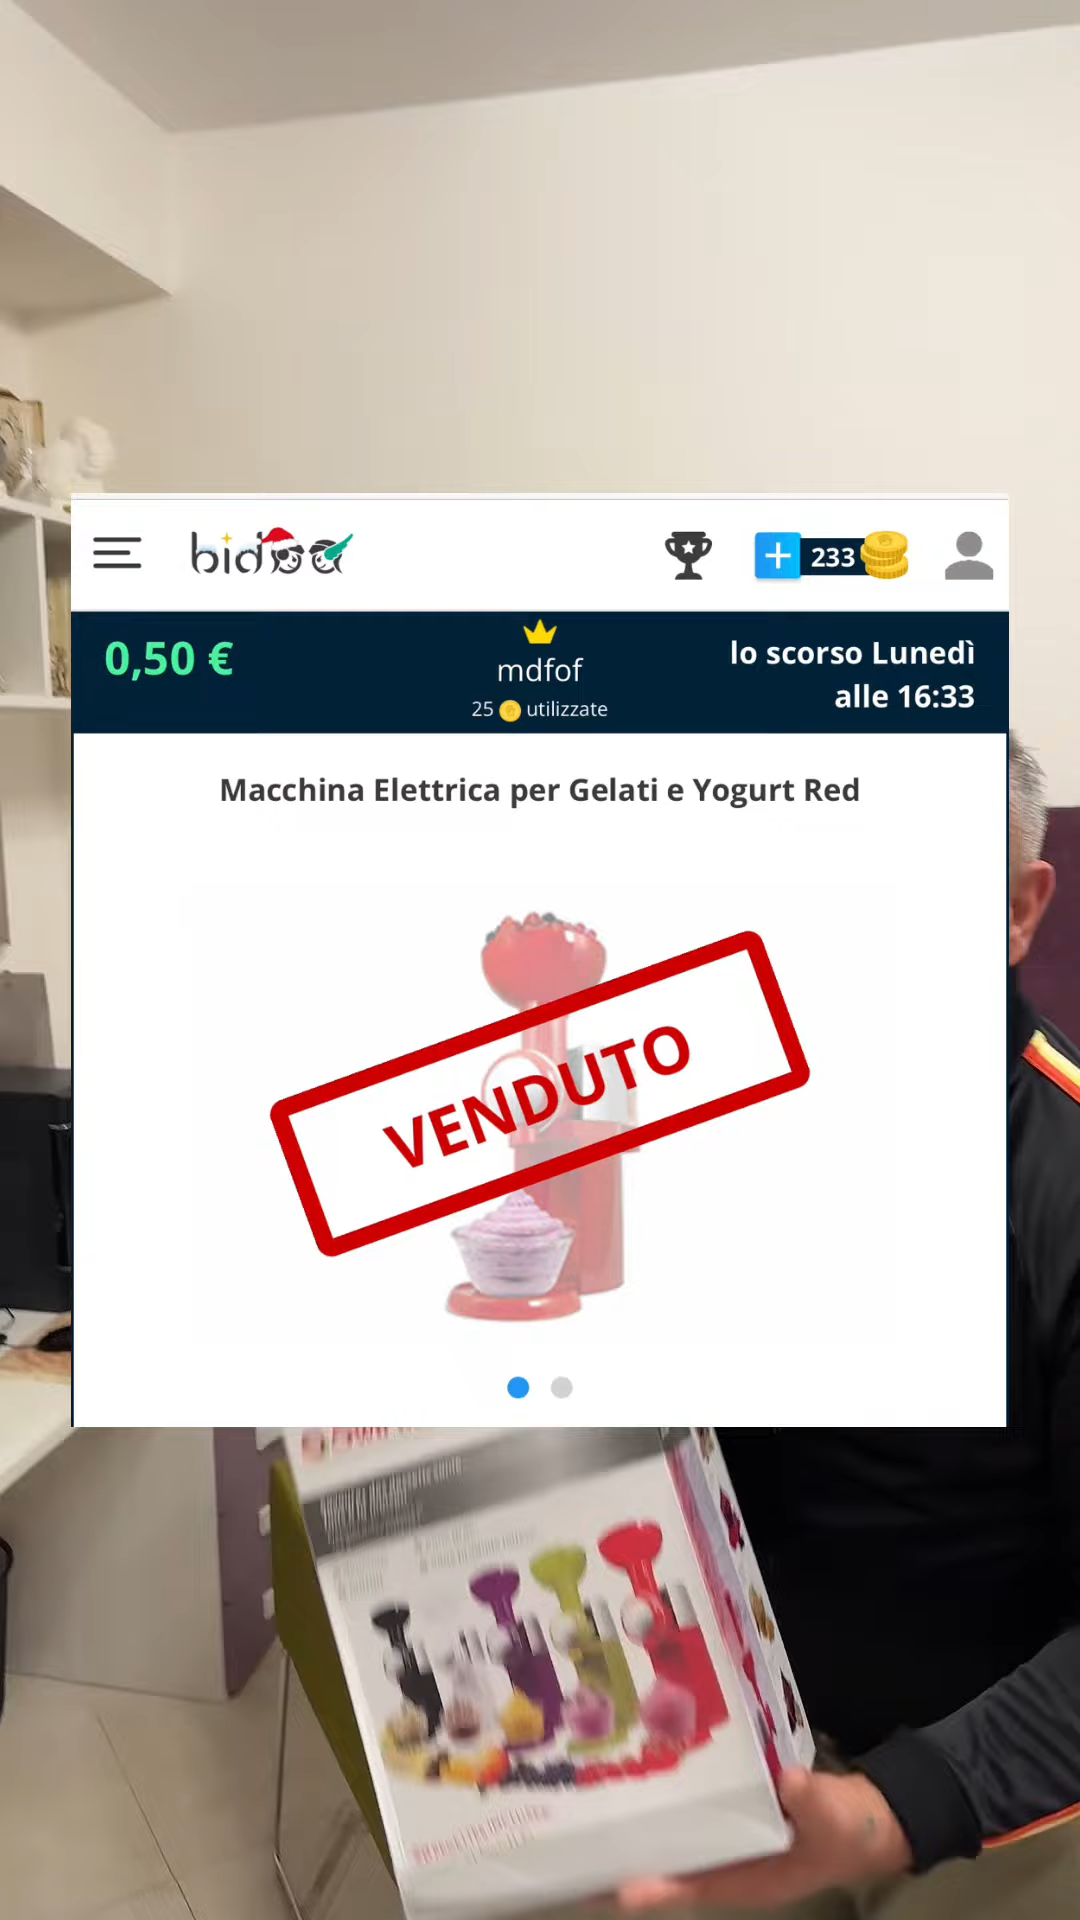 bidoo
233
0,50 €
mdfof
25 utilizzate
lo scorso Lunedì
alle 16:33
Macchina Elettrica per Gelati e Yogurt Red
VENDUTO